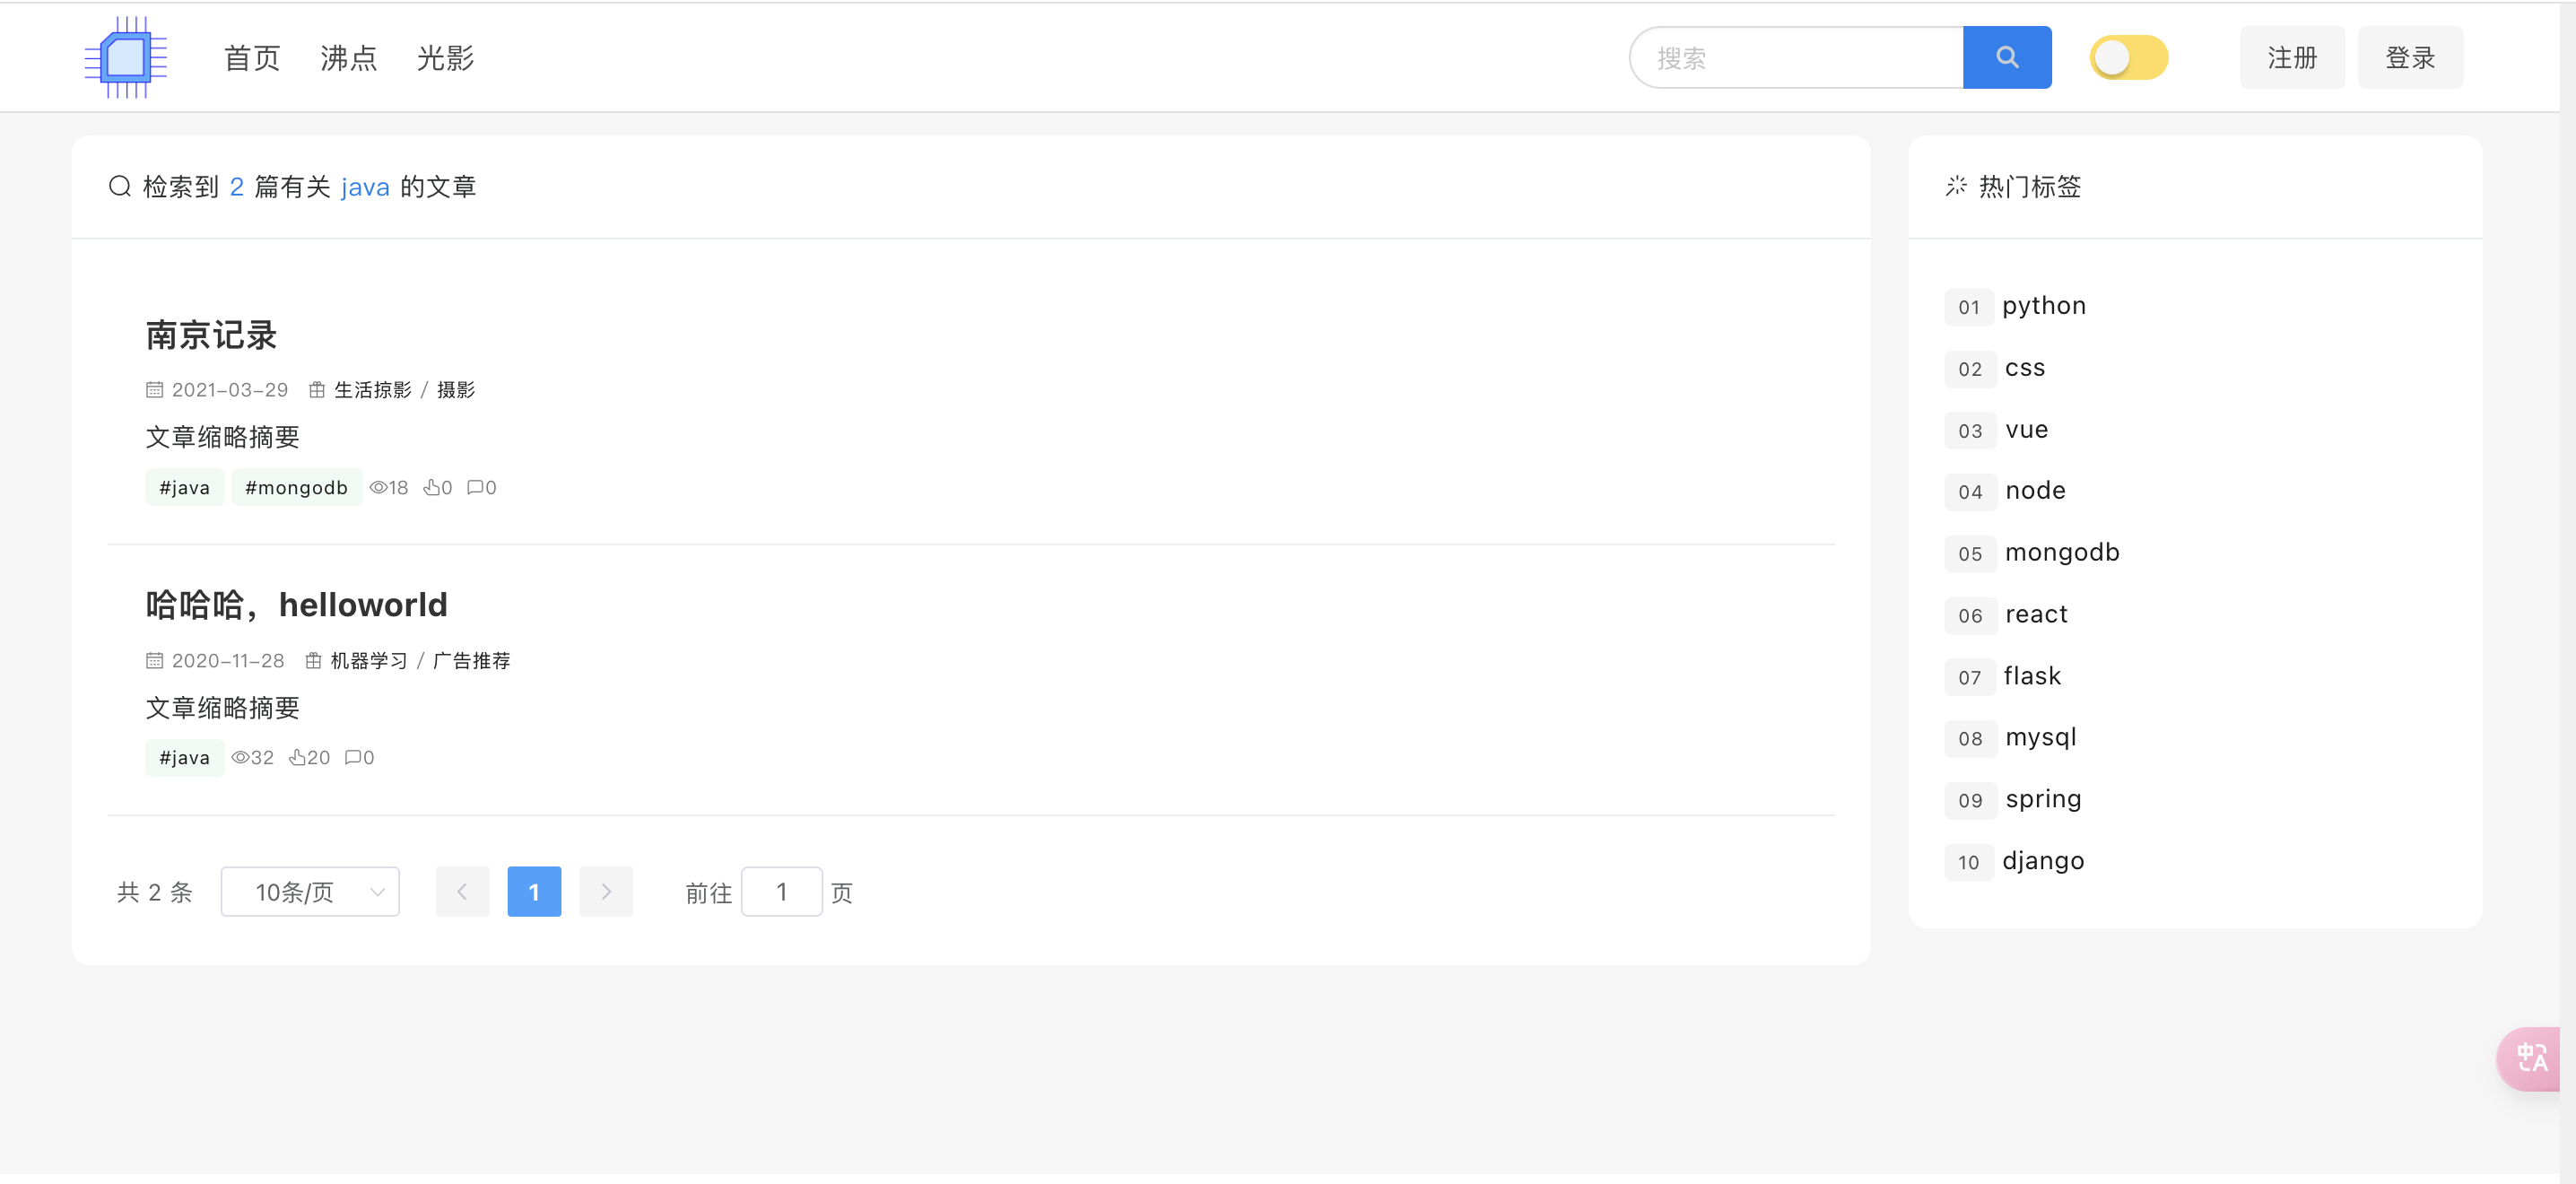 首页 沸点 光影 搜索 注册 登录
检索到 2 篇有关 java 的文章
南京记录
2021-03-29 生活掠影 / 摄影
文章缩略摘要
#java #mongodb 18 0 0
哈哈哈，helloworld
2020-11-28 机器学习 / 广告推荐
文章缩略摘要
#java 32 20 0
共 2 条 10条/页 1 前往 1 页
热门标签
01 python
02 css
03 vue
04 node
05 mongodb
06 react
07 flask
08 mysql
09 spring
10 django
中A